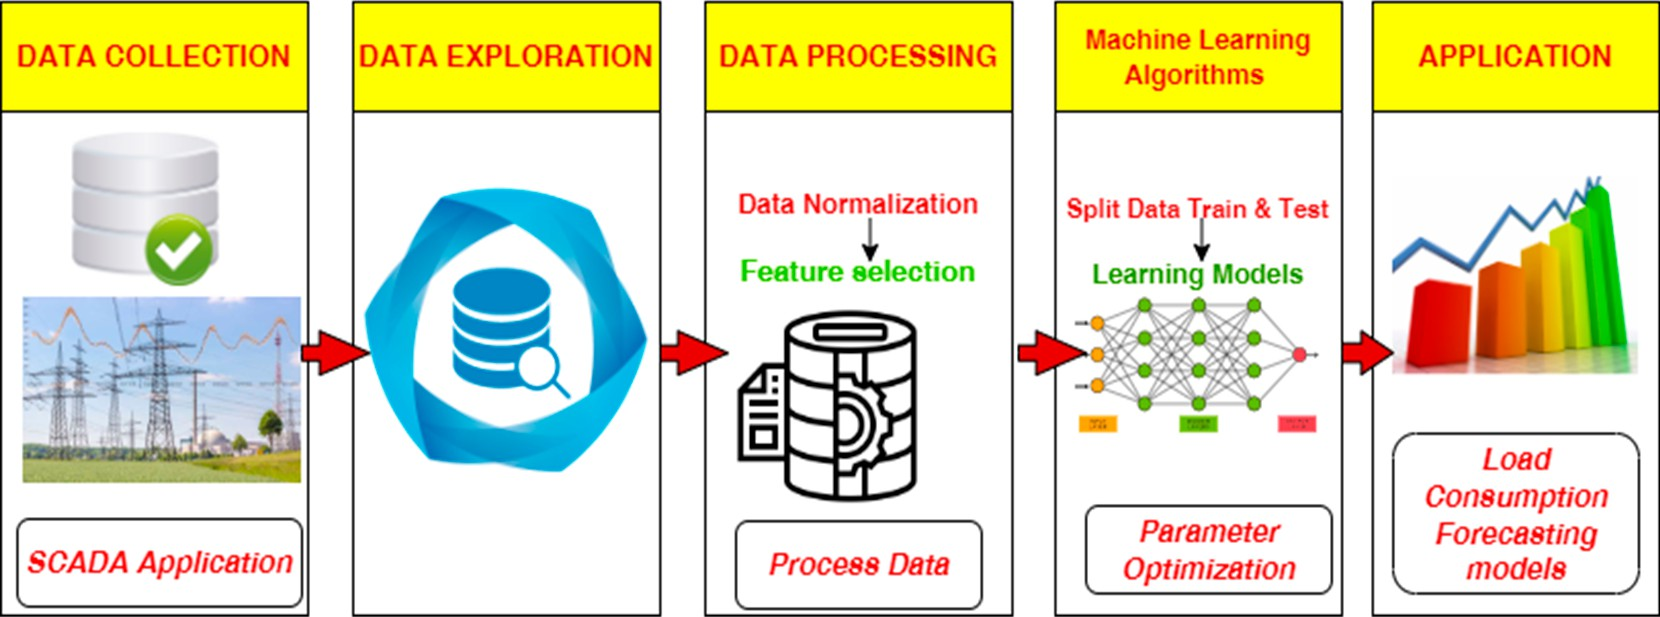 DATA COLLECTION
SCADA Application
DATA EXPLORATION
DATA PROCESSING
Data Normalization
Feature selection
Process Data
Machine Learning
Algorithms
Split Data Train & Test
Learning Models
Parameter
Optimization
APPLICATION
Load
Consumption
Forecasting
models